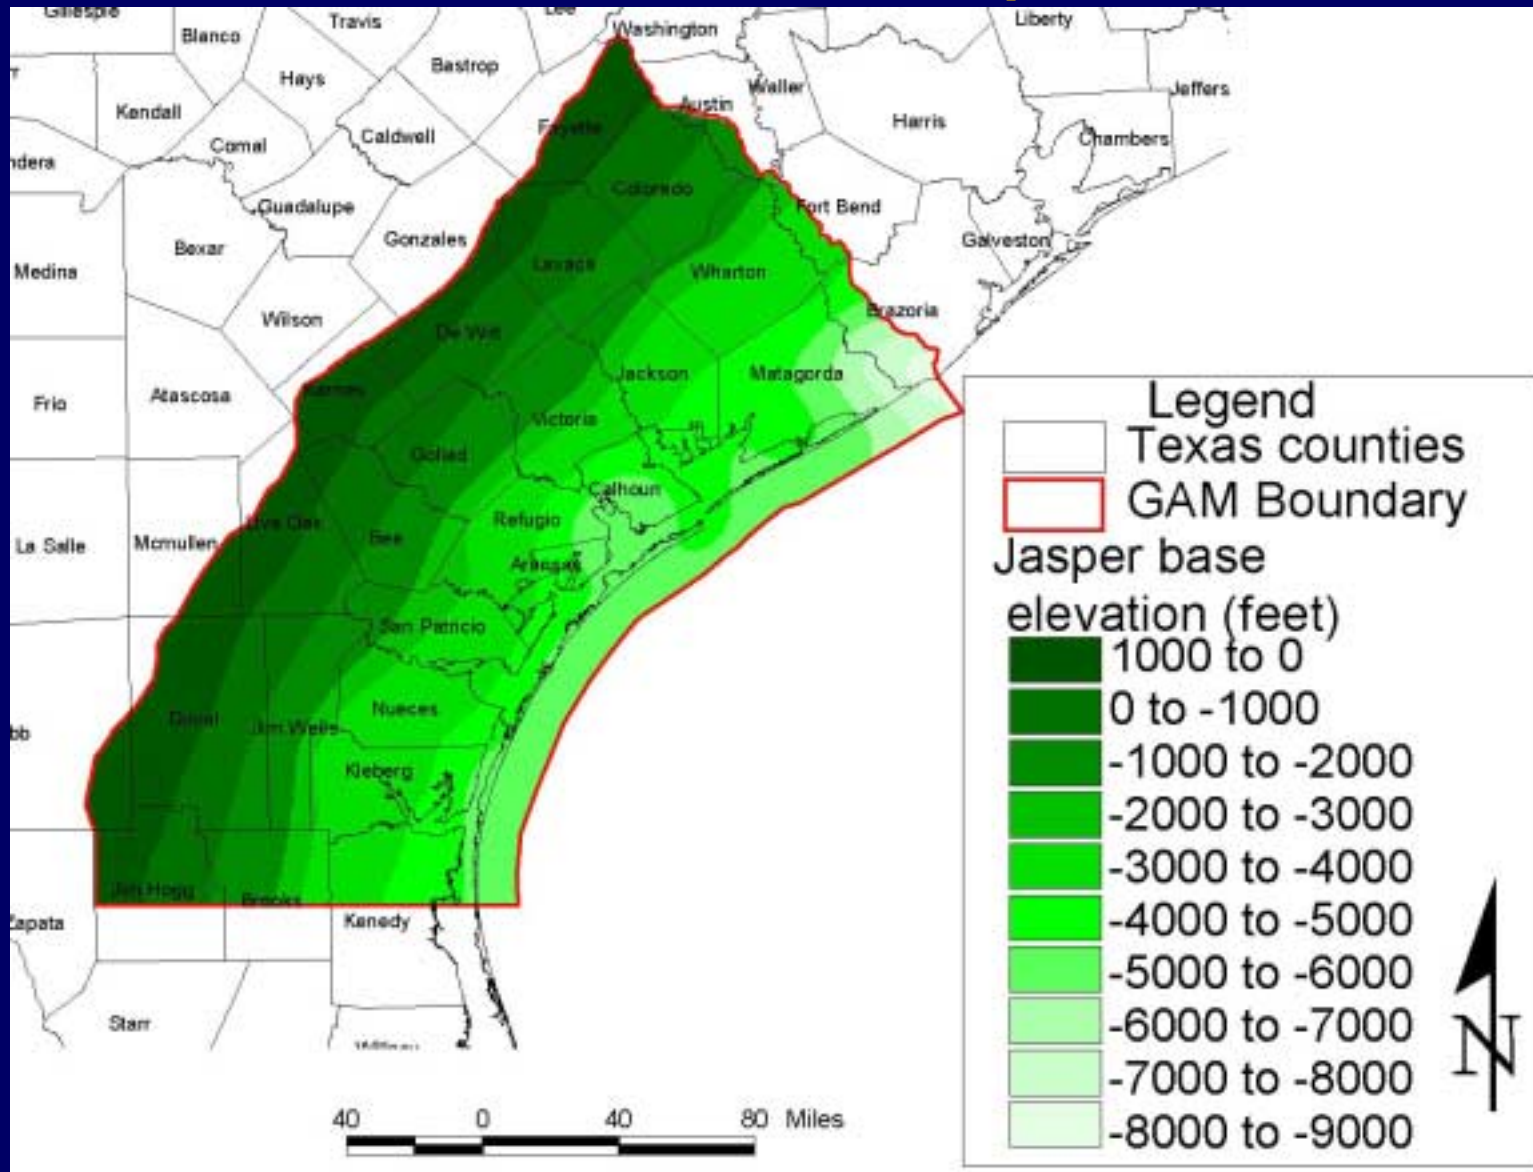 Gillespie
Travis
Lee
Washington
Liberty
Blanco
Bastrop
Hays
Waller
Jeffers
Kendall
Austin
Harris
Fayette
Caldwell
Comal
Chambers
ndera
Colorado
Guadalupe
Fort Bend
Gonzales
Galveston
Bexar
Lavaca
Medina
Wharton
Wilson
Brazoria
De Witt
Jackson
Matagorda
Karnes
Atascosa
Frio
Victoria
Goliad
Calhoun
Refugio
Live Oak
Bee
La Salle
Mcmullen
Aransas
San Patricio
Nueces
Duval
Jim Wells
bb
Kleberg
Jim Hogg
Brooks
Zapata
Kenedy
Starr
Willacy
40 0 40 80 Miles
Legend
Texas counties
GAM Boundary
Jasper base
elevation (feet)
1000 to 0
0 to -1000
-1000 to -2000
-2000 to -3000
-3000 to -4000
-4000 to -5000
-5000 to -6000
-6000 to -7000
-7000 to -8000
-8000 to -9000
N